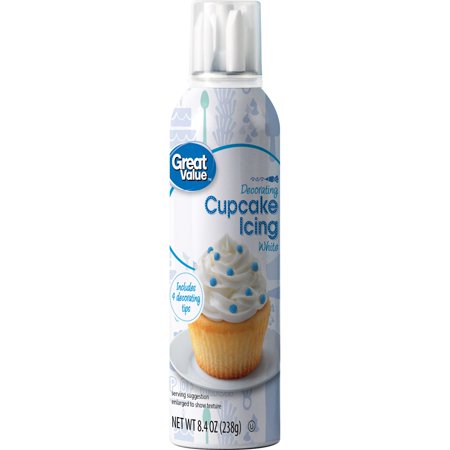 Great
Value™
Decorating
Cupcake
Icing
White
Includes
4 decorating
tips
serving suggestion
enlarged to show texture
NET WT 8.4 OZ (238g)
U